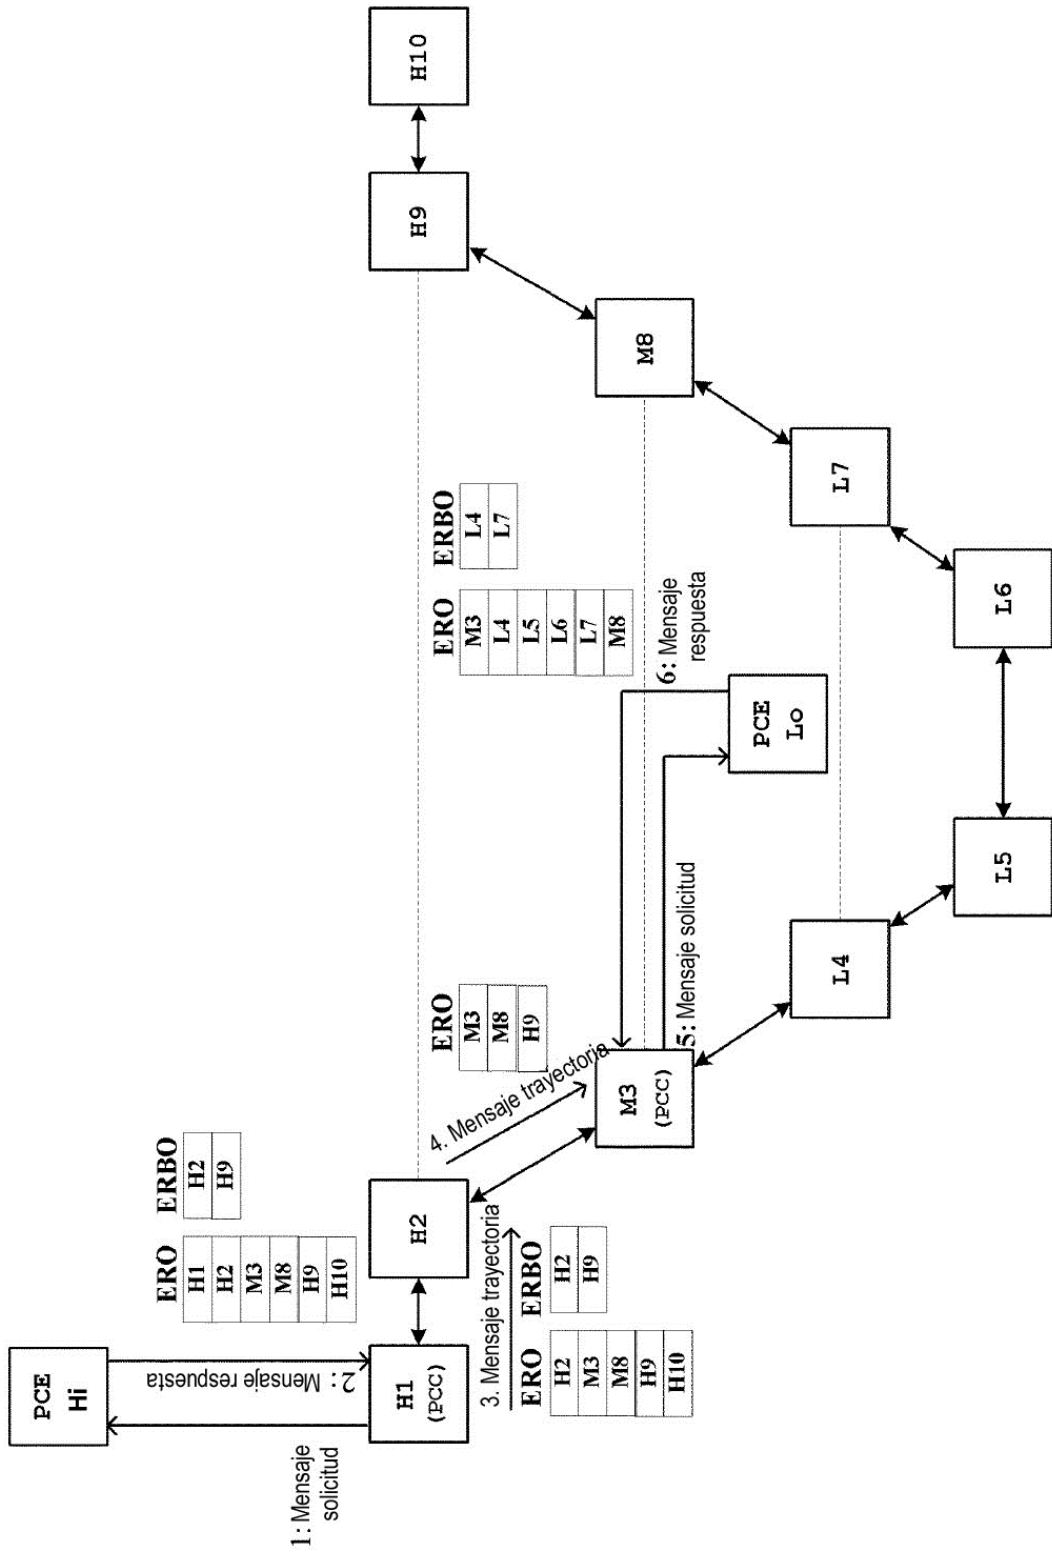 PCE
Hi
1: Mensaje
solicitud
2: Mensaje respuesta
H1
(PCC)
ERO
H1
H2
M3
M8
H9
H10
ERBO
H2
H9
H2
3. Mensaje trayectoria
ERO
H2
M3
M8
H9
H10
ERBO
H2
H9
4. Mensaje trayectoria
ERO
M3
M8
H9
M3
(PCC)
5: Mensaje solicitud
PCE
Lo
6: Mensaje
respuesta
ERO
M3
L4
L5
L6
L7
M8
ERBO
L4
L7
L4
L5
L6
L7
M8
H9
H10